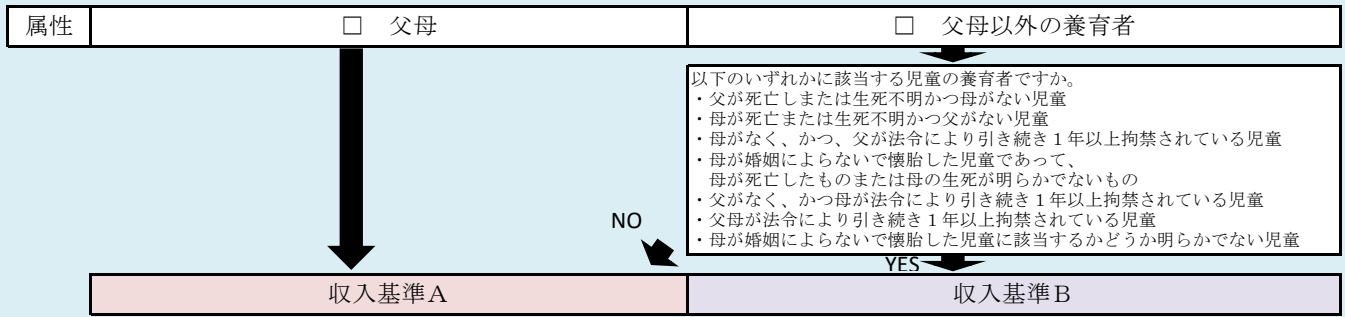 属性 □ 父母 □ 父母以外の養育者
以下のいずれかに該当する児童の養育者ですか。
・父が死亡しまたは生死不明かつ母がない児童
・母が死亡または生死不明かつ父がない児童
・母がなく、かつ、父が法令により引き続き１年以上拘禁されている児童
・母が婚姻によらないで懐胎した児童であって、
母が死亡したものまたは母の生死が明らかでないもの
・父がなく、かつ母が法令により引き続き１年以上拘禁されている児童
・父母が法令により引き続き１年以上拘禁されている児童
・母が婚姻によらないで懐胎した児童に該当するかどうか明らかでない児童
NO
YES
収入基準Ａ 収入基準Ｂ